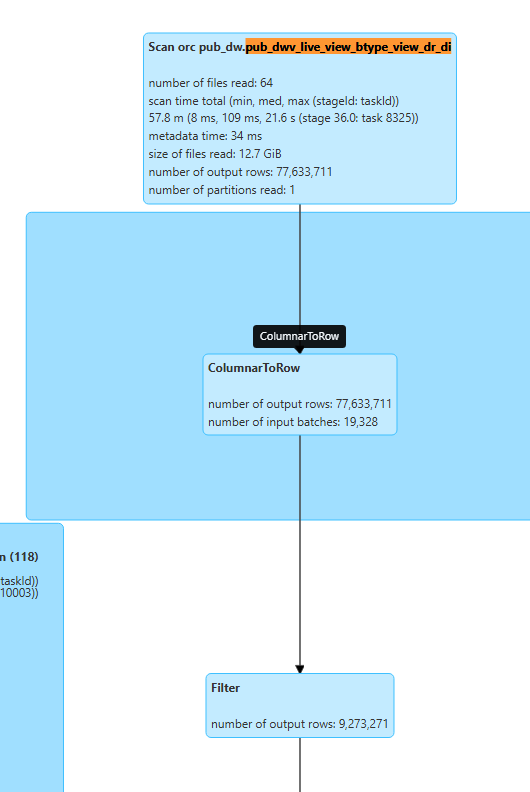 Scan orc pub_dw.pub_dwv_live_view_btype_view_dr_di
number of files read: 64
scan time total (min, med, max (stageId: taskId))
57.8 m (8 ms, 109 ms, 21.6 s (stage 36.0: task 8325))
metadata time: 34 ms
size of files read: 12.7 GiB
number of output rows: 77,633,711
number of partitions read: 1
ColumnarToRow
ColumnarToRow
number of output rows: 77,633,711
number of input batches: 19,328
n (118)
taskId))
10003))
Filter
number of output rows: 9,273,271